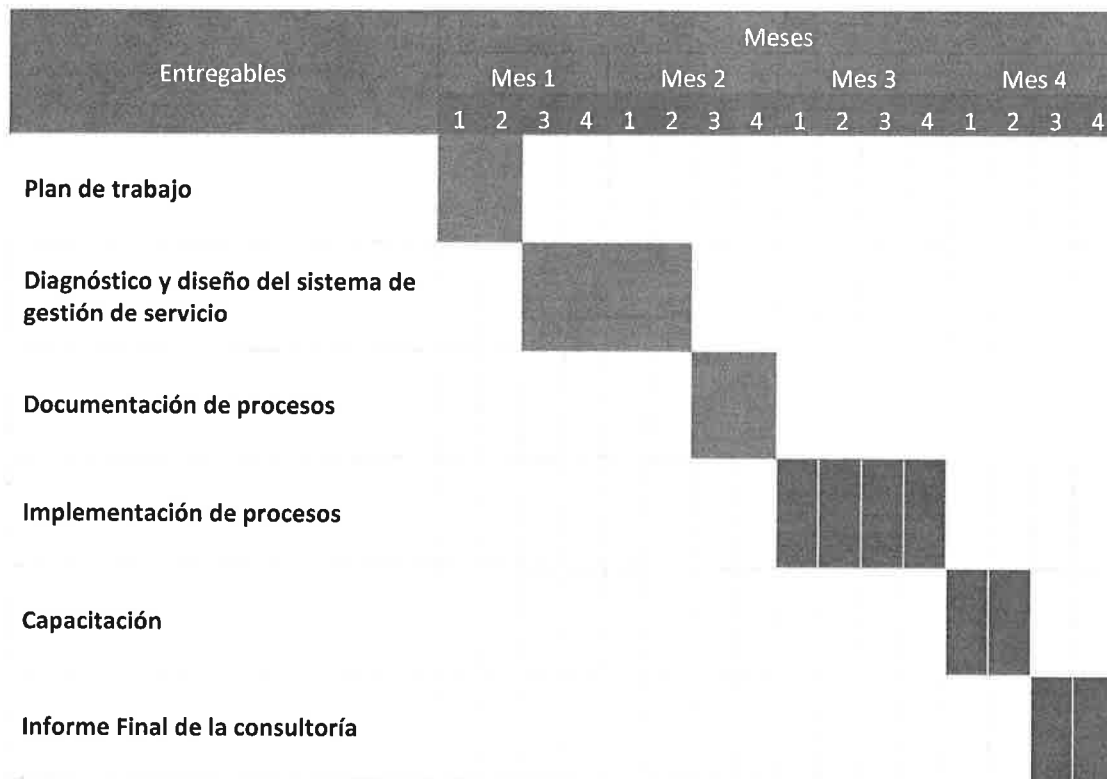 Meses
Entregables
Mes 1 Mes 2 Mes 3 Mes 4
1 2 3 4 1 2 3 4 1 2 3 4 1 2 3 4
Plan de trabajo
Diagnóstico y diseño del sistema de
gestión de servicio
Documentación de procesos
Implementación de procesos
Capacitación
Informe Final de la consultoría